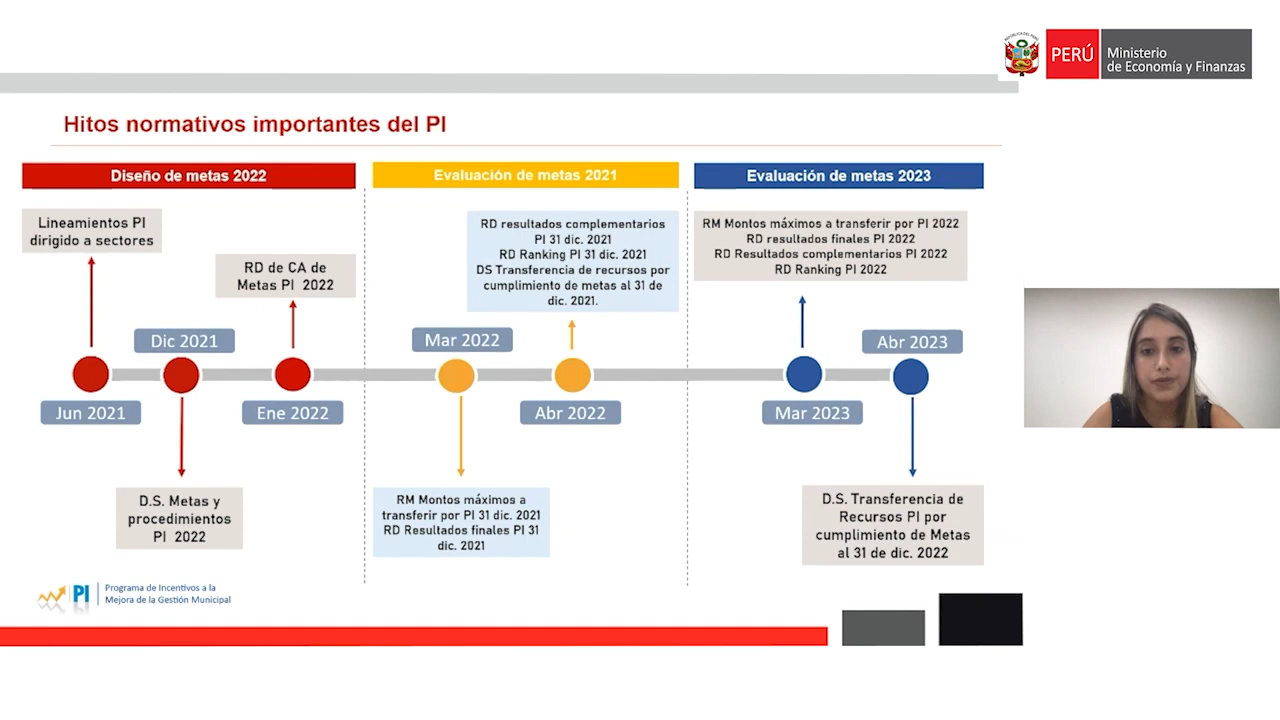 REPÚBLICA DEL PERÚ
PERÚ
Ministerio
de Economía y Finanzas
Hitos normativos importantes del PI
Diseño de metas 2022
Evaluación de metas 2021
Evaluación de metas 2023
Lineamientos PI
dirigido a sectores
RD de CA de
Metas PI 2022
RD resultados complementarios
PI 31 dic. 2021
RD Ranking PI 31 dic. 2021
DS Transferencia de recursos por
cumplimiento de metas al 31 de
dic. 2021.
RM Montos máximos a transferir por PI 2022
RD resultados finales PI 2022
RD Resultados complementarios PI 2022
RD Ranking PI 2022
Dic 2021
Mar 2022
Abr 2023
Jun 2021
Ene 2022
Abr 2022
Mar 2023
D.S. Metas y
procedimientos
PI 2022
RM Montos máximos a
transferir por PI 31 dic. 2021
RD Resultados finales PI 31
dic. 2021
D.S. Transferencia de
Recursos PI por
cumplimiento de Metas
al 31 de dic. 2022
PI
Programa de Incentivos a la
Mejora de la Gestión Municipal